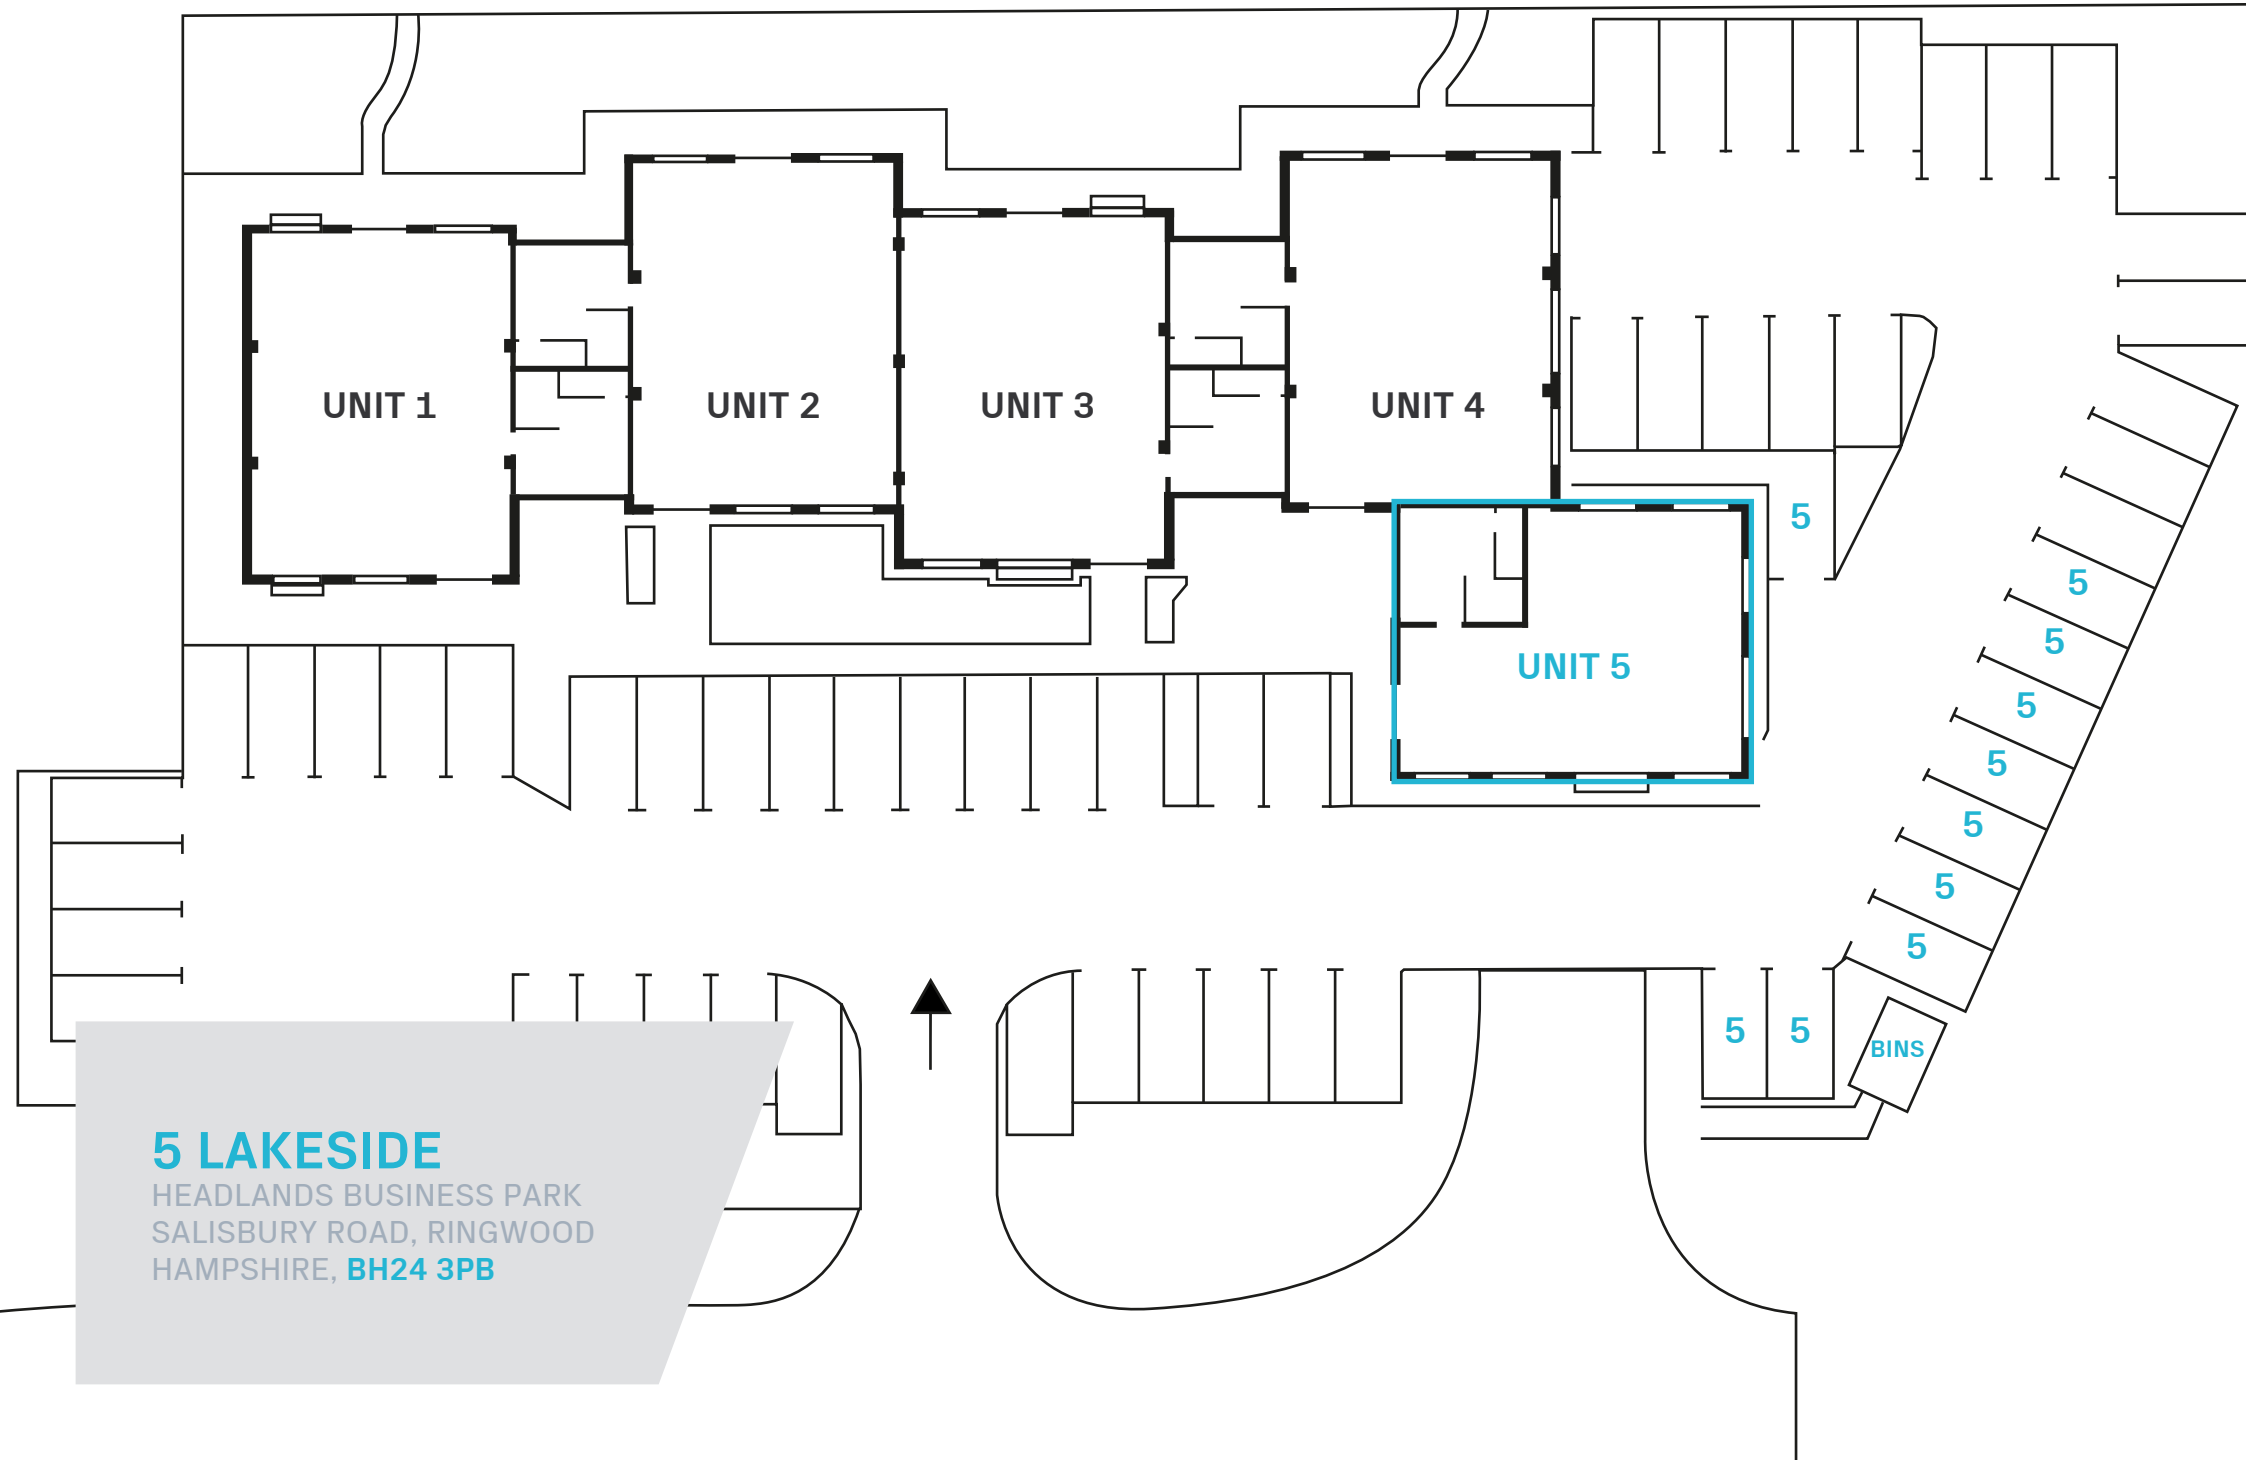 UNIT 1
UNIT 2
UNIT 3
UNIT 4
5
5
5
UNIT 5
5
5
5
5
5
5 5
BINS
5 LAKESIDE
HEADLANDS BUSINESS PARK
SALISBURY ROAD, RINGWOOD
HAMPSHIRE, BH24 3PB